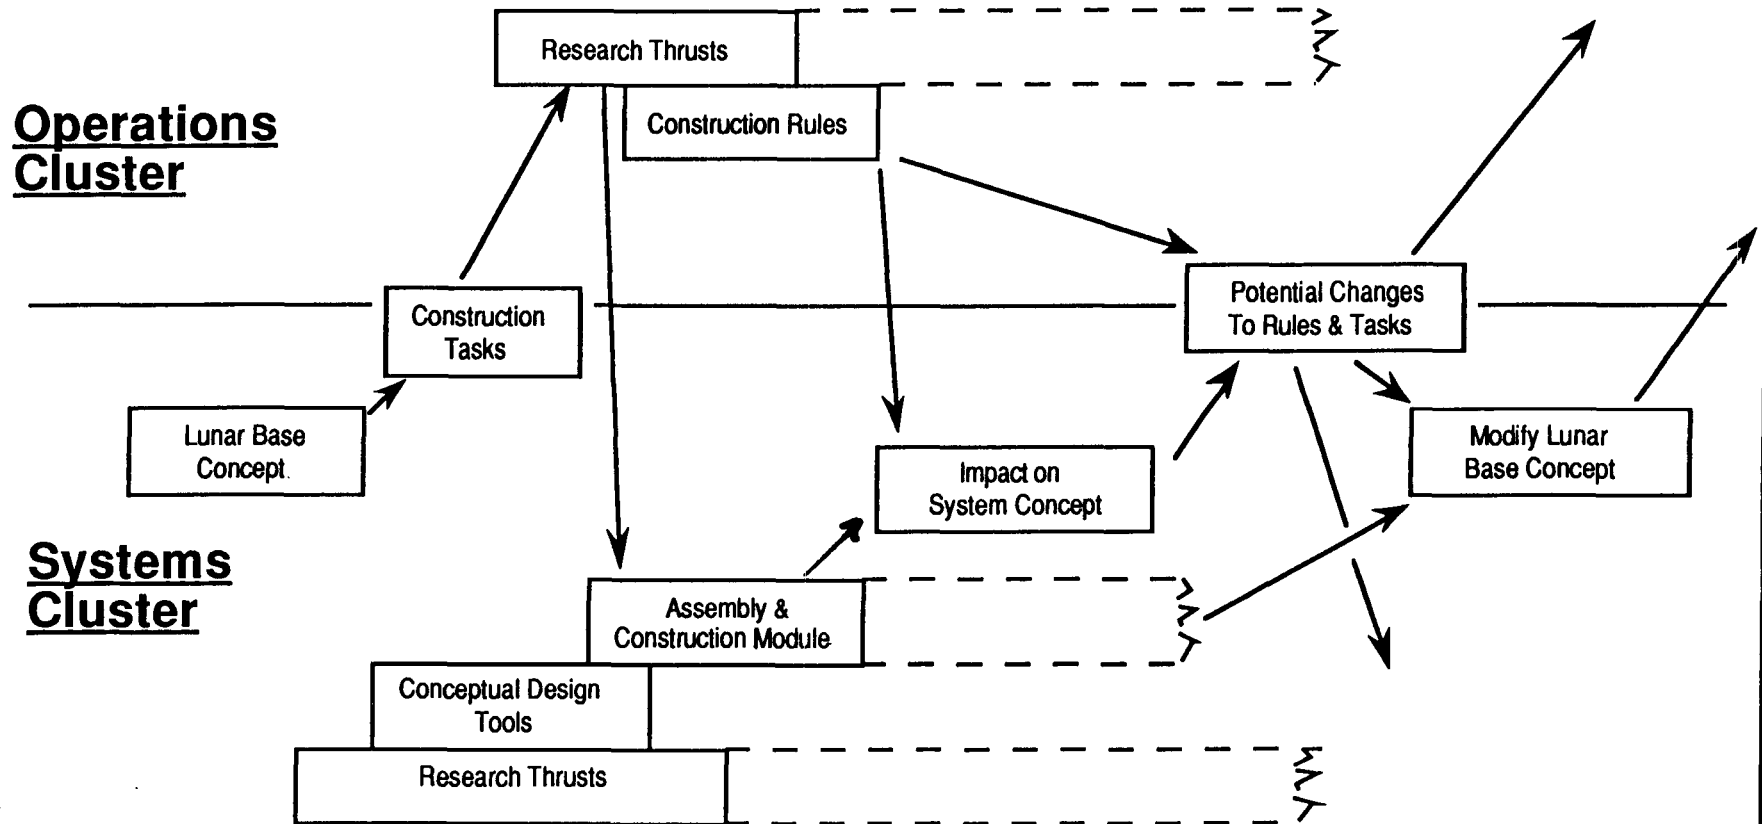 Research Thrusts
Construction Rules
Operations
Cluster
Construction
Tasks
Potential Changes
To Rules & Tasks
Lunar Base
Concept.
Modify Lunar
Base Concept
Impact on
System Concept
Systems
Cluster
Assembly &
Construction Module
Conceptual Design
Tools
Research Thrusts